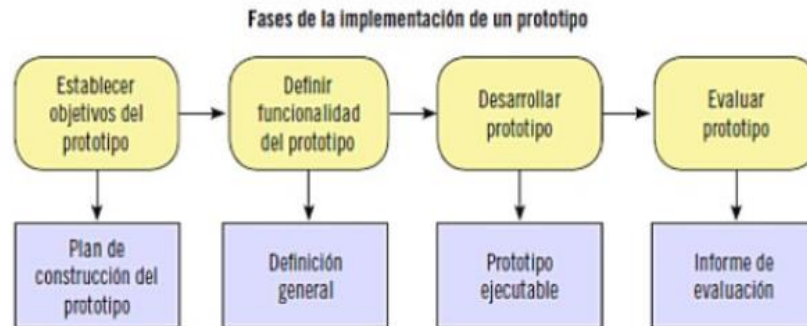 Fases de la implementación de un prototipo
Establecer
objetivos del
prototipo
Definir
funcionalidad
del prototipo
Desarrollar
prototipo
Evaluar
prototipo
Plan de
construcción del
prototipo
Definición
general
Prototipo
ejecutable
Informe de
evaluación